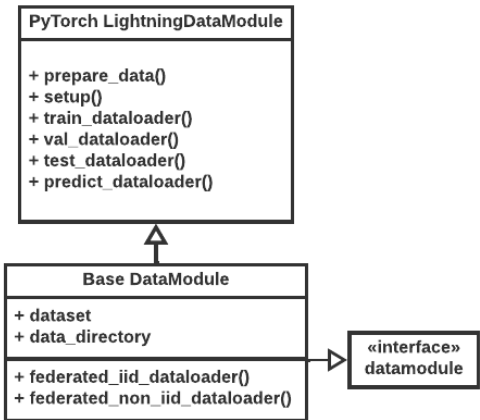 PyTorch LightningDataModule
+ prepare_data()
+ setup()
+ train_dataloader()
+ val_dataloader()
+ test_dataloader()
+ predict_dataloader()
Base DataModule
+ dataset
+ data_directory
+ federated_iid_dataloader()
+ federated_non_iid_dataloader()
«interface»
datamodule